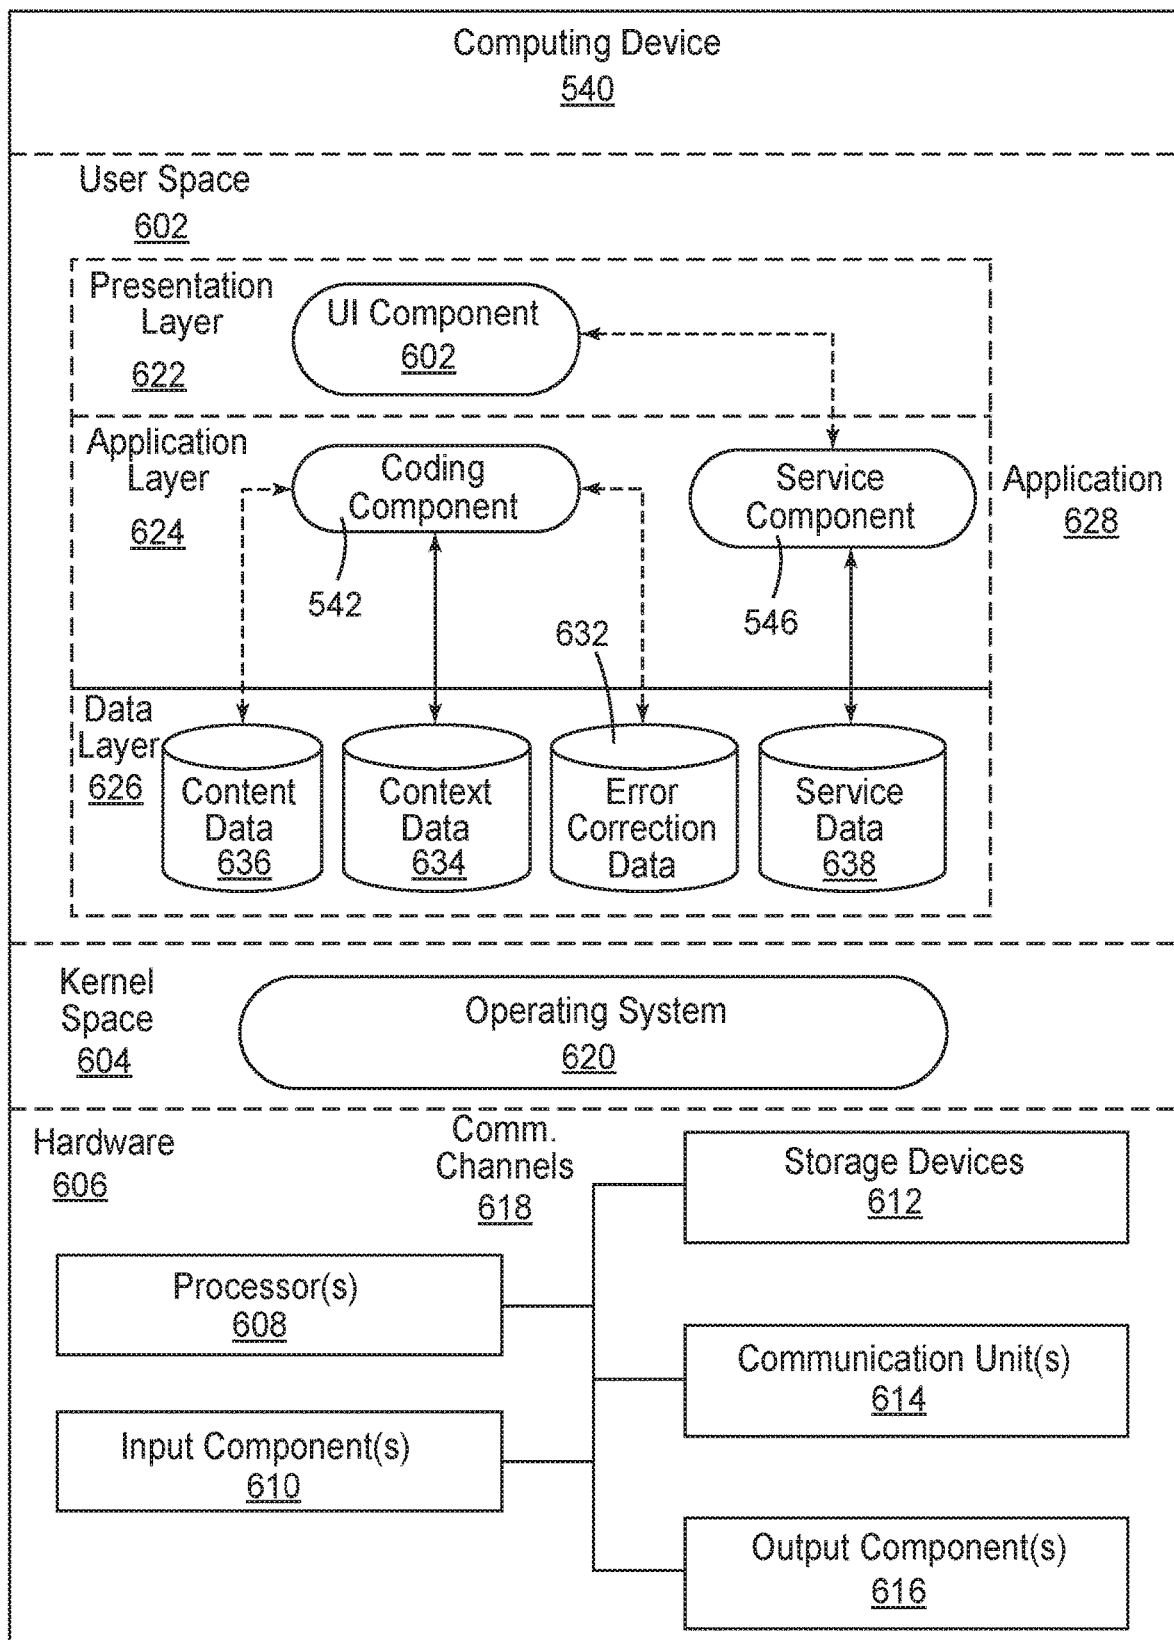 Computing Device
540
User Space
602
Presentation
Layer
622
UI Component
602
Application
Layer
624
Coding
Component
542
Service
Component
546
Application
628
632
Data
Layer
626
Content
Data
636
Context
Data
634
Error
Correction
Data
Service
Data
638
Kernel
Space
604
Operating System
620
Hardware
606
Comm.
Channels
618
Storage Devices
612
Processor(s)
608
Communication Unit(s)
614
Input Component(s)
610
Output Component(s)
616